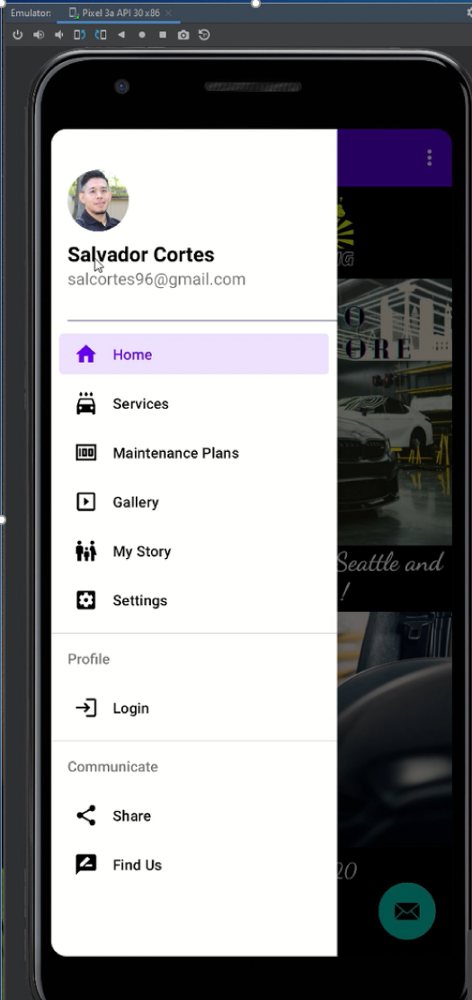 Emulator: Pixel 3a API 30 x86
Salvador Cortes
salcortes96@gmail.com
Home
Services
Maintenance Plans
Gallery
My Story
Settings
Profile
Login
Communicate
Share
Find Us
O
ORE
Seattle and
!
20